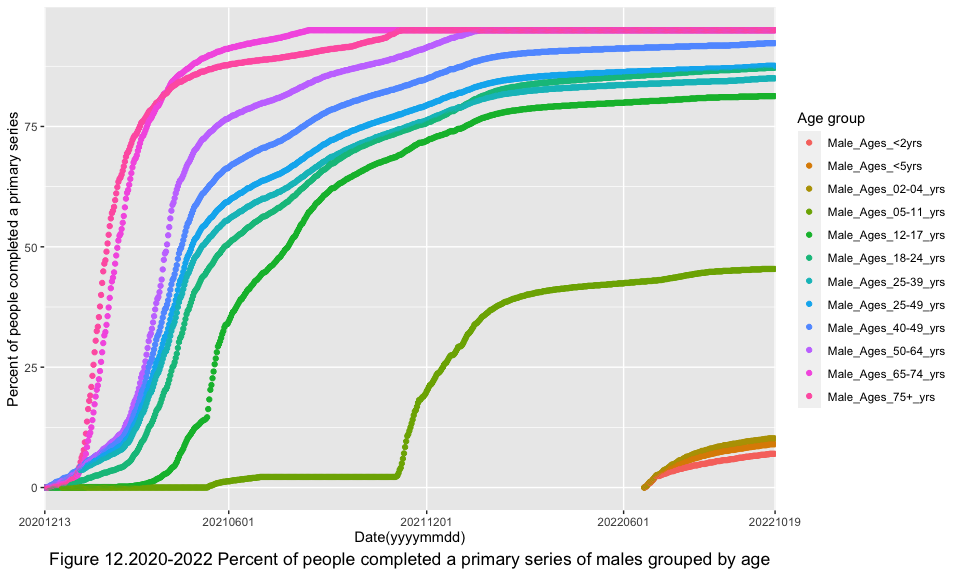 Percent of people completed a primary series
75
50
25
0
20201213
20210601
20211201
20220601
20221019
Date(yyyymmdd)
Age group
Male_Ages_<2yrs
Male_Ages_<5yrs
Male_Ages_02-04_yrs
Male_Ages_05-11_yrs
Male_Ages_12-17_yrs
Male_Ages_18-24_yrs
Male_Ages_25-39_yrs
Male_Ages_25-49_yrs
Male_Ages_40-49_yrs
Male_Ages_50-64_yrs
Male_Ages_65-74_yrs
Male_Ages_75+_yrs
Figure 12.2020-2022 Percent of people completed a primary series of males grouped by age